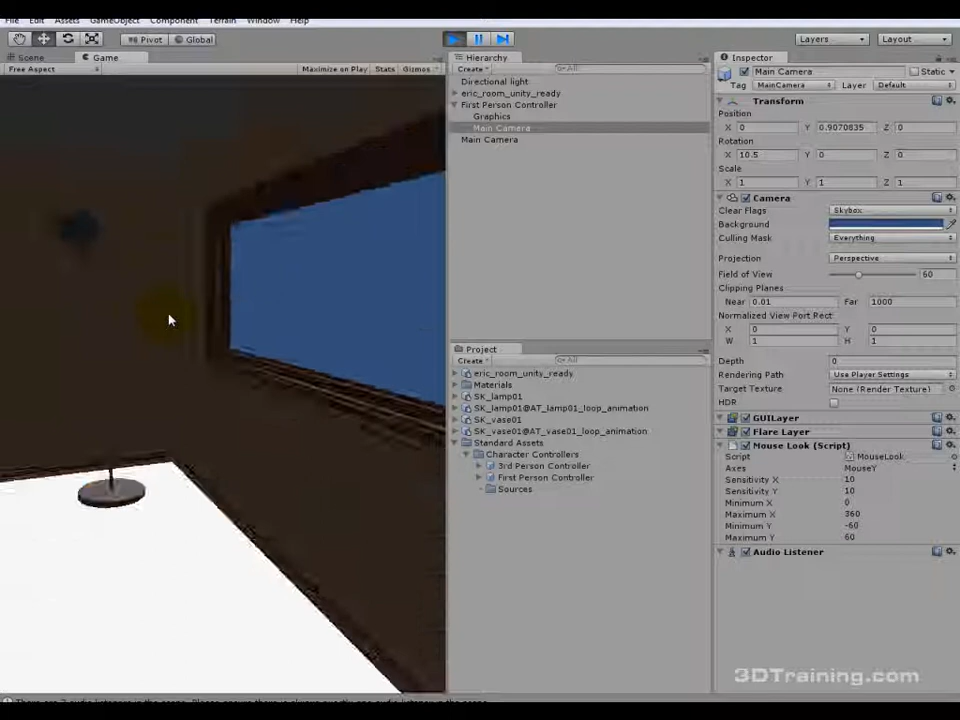 File Edit Assets GameObject Component Terrain Window Help
Pivot Global Layers Layout
Scene Game Hierarchy Inspector
Free Aspect Maximize on Play Stats Gizmos Create All
Main Camera Static
Tag MainCamera Layer Default
Directional light
eric_room_unity_ready
First Person Controller
Graphics
Main Camera
Main Camera
Transform
Position
X 0 Y 0.9070835 Z 0
Rotation
X 10.5 Y 0 Z 0
Scale
X 1 Y 1 Z 1
Camera
Clear Flags Skybox
Background
Culling Mask Everything
Projection Perspective
Field of View 60
Clipping Planes
Near 0.01 Far 1000
Normalized View Port Rect
X 0 Y 0
W 1 H 1
Depth 0
Rendering Path Use Player Settings
Target Texture None (Render Texture)
HDR
GUILayer
Flare Layer
Mouse Look (Script)
Script MouseLook
Axes MouseY
Sensitivity X 10
Sensitivity Y 10
Minimum X 0
Maximum X 360
Minimum Y -60
Maximum Y 60
Audio Listener
Project
Create All
eric_room_unity_ready
Materials
SK_lamp01
SK_lamp01@AT_lamp01_loop_animation
SK_vase01
SK_vase01@AT_vase01_loop_animation
Standard Assets
Character Controllers
3rd Person Controller
First Person Controller
Sources
3DTraining.com